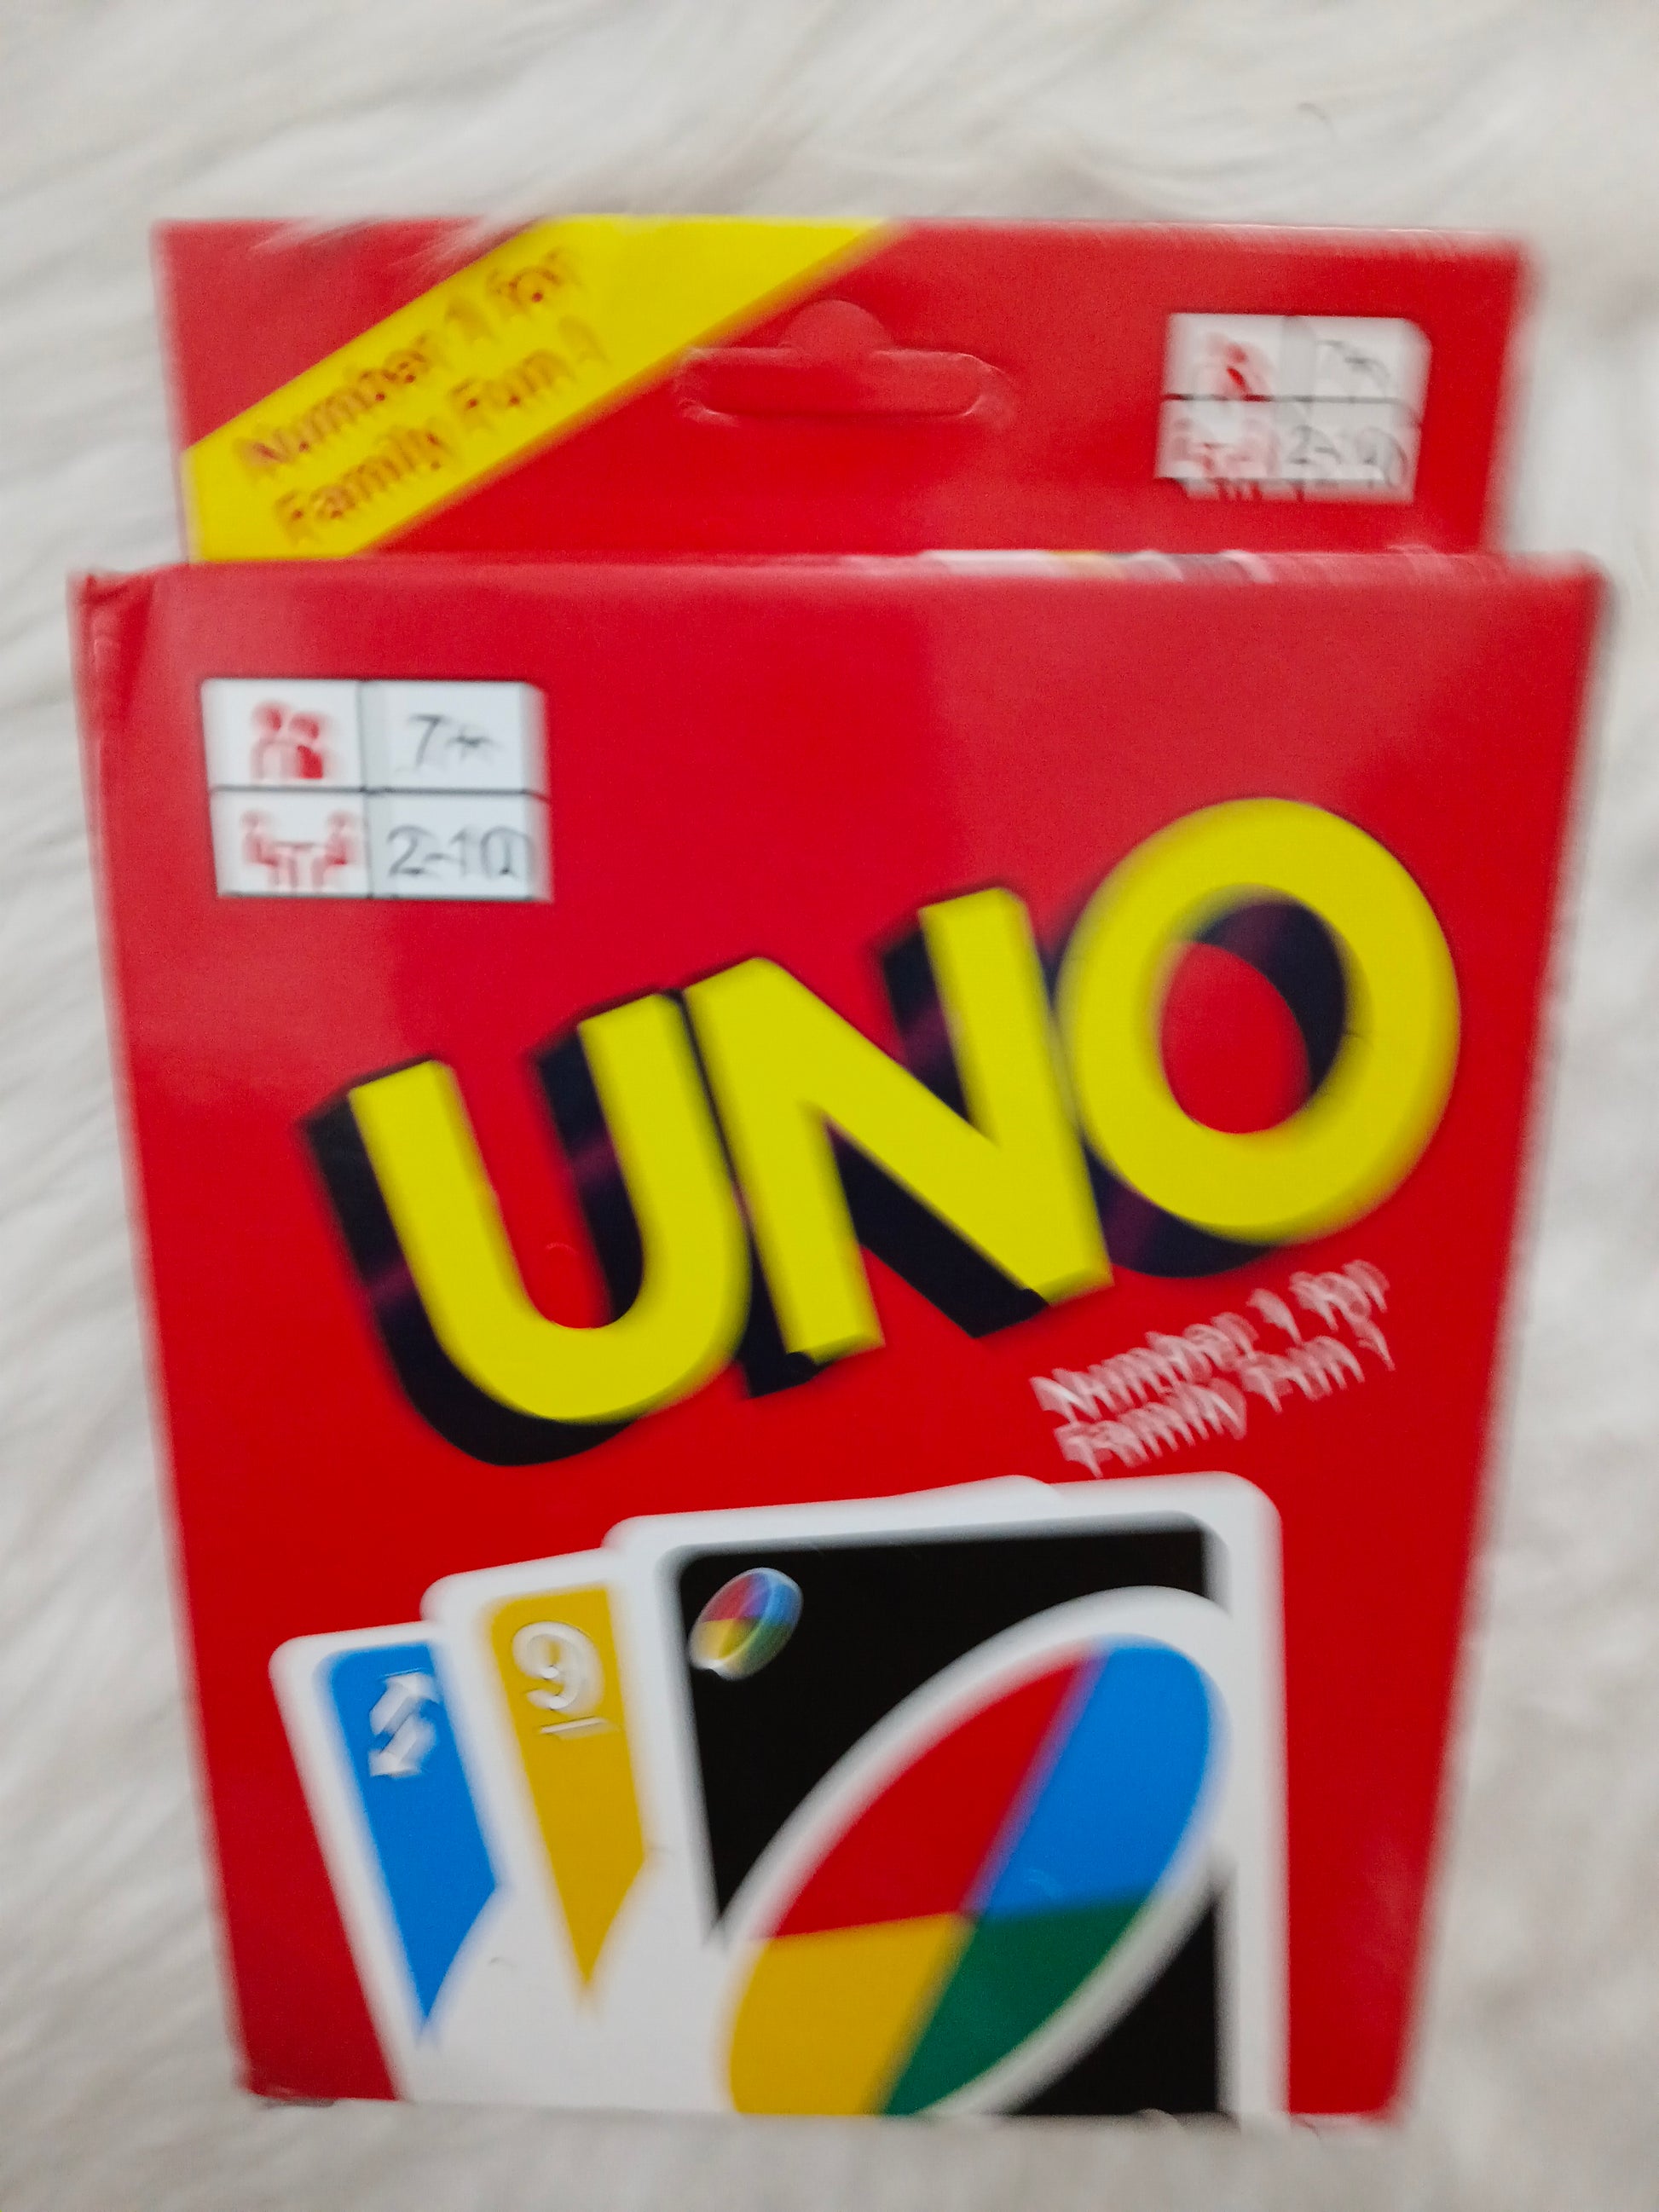 Number 1 for
Family Fun !
7+
2-10
7+
2-10
UNO
Number 1 for
Family Fun !
9